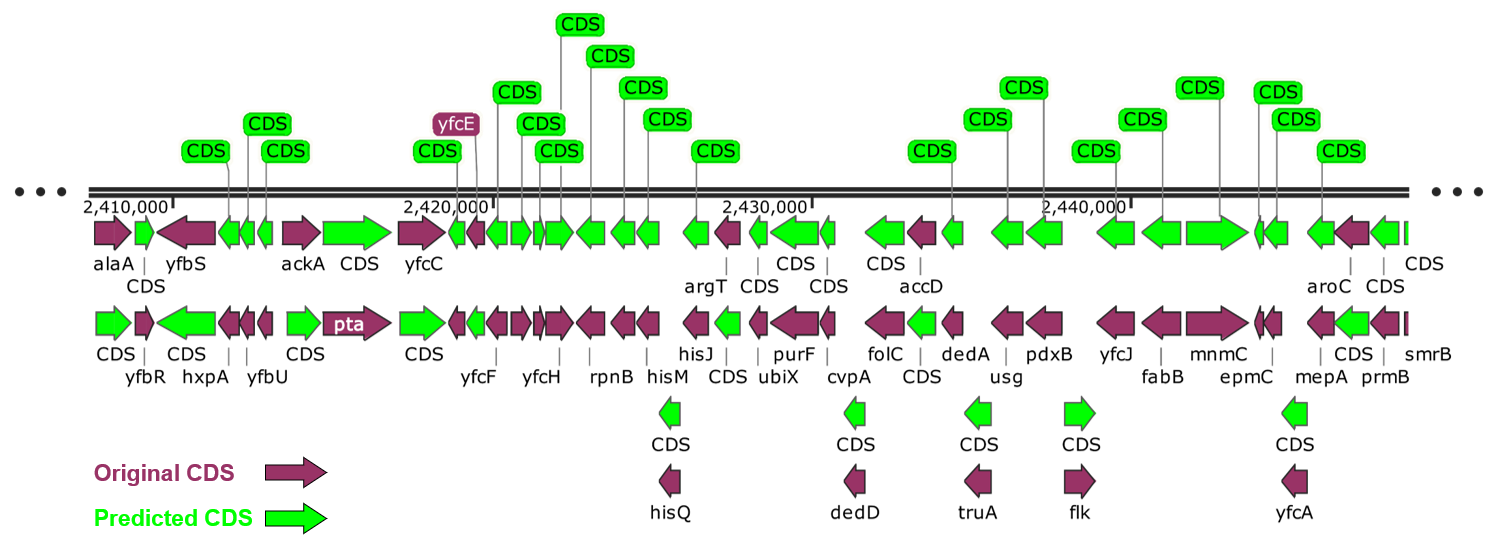 CDS
CDS
CDS CDS
CDS CDS CDS CDS
CDS yfcE CDS CDS CDS CDS CDS
CDS CDS CDS CDS CDS CDS CDS CDS CDS
2,410,000 2,420,000 2,430,000 2,440,000
alaA yfbS ackA CDS yfcC CDS CDS CDS
CDS argT CDS CDS accD aroC CDS
pta
CDS CDS CDS CDS hisJ purF folC dedA pdxB yfcJ mnmC CDS smrB
yfbR hxpA yfbU yfcF yfcH rpnB hisM CDS ubiX cvpA CDS usg fabB epmC mepA prmB
CDS CDS CDS CDS CDS
Original CDS
hisQ dedD truA flk yfcA
Predicted CDS